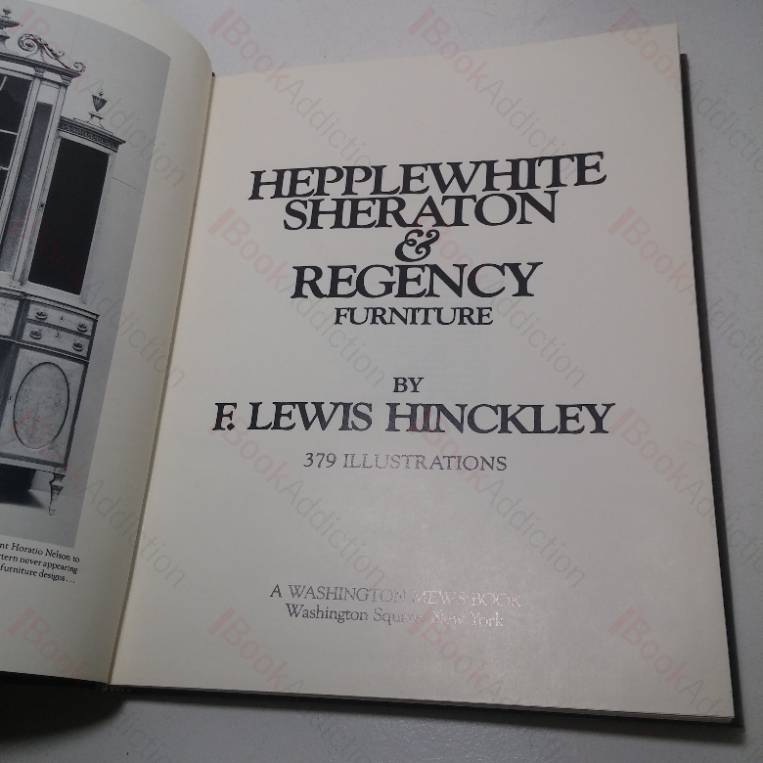 HEPPLEWHITE
SHERATON
&
REGENCY
FURNITURE
BY
F. LEWIS HINCKLEY
379 ILLUSTRATIONS
A WASHINGTON MEWS BOOK
Washington Square, New York
nt Horatio Nelson to
ttern never appearing
furniture designs...
BookAddiction